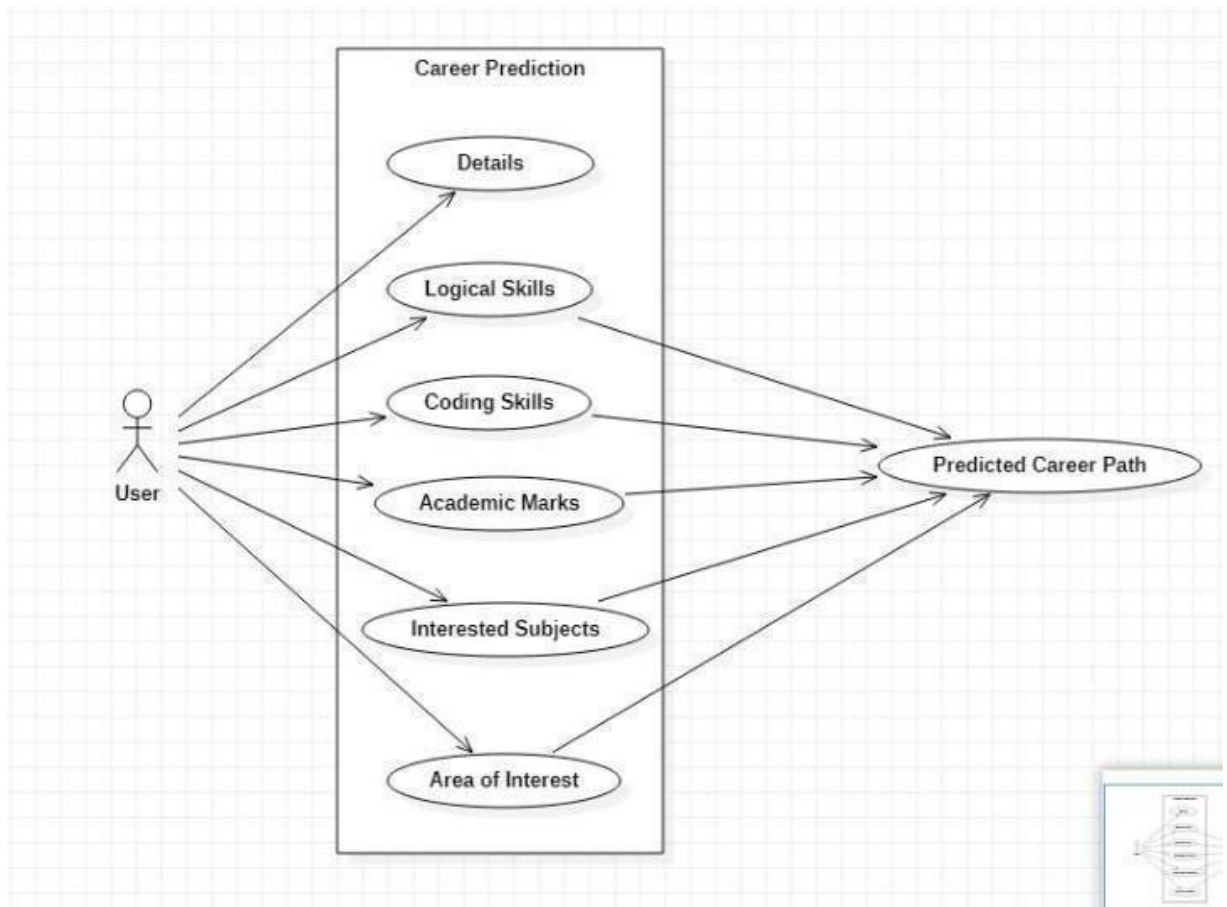 Career Prediction
Details
Logical Skills
Coding Skills
Predicted Career Path
User
Academic Marks
Interested Subjects
Area of Interest